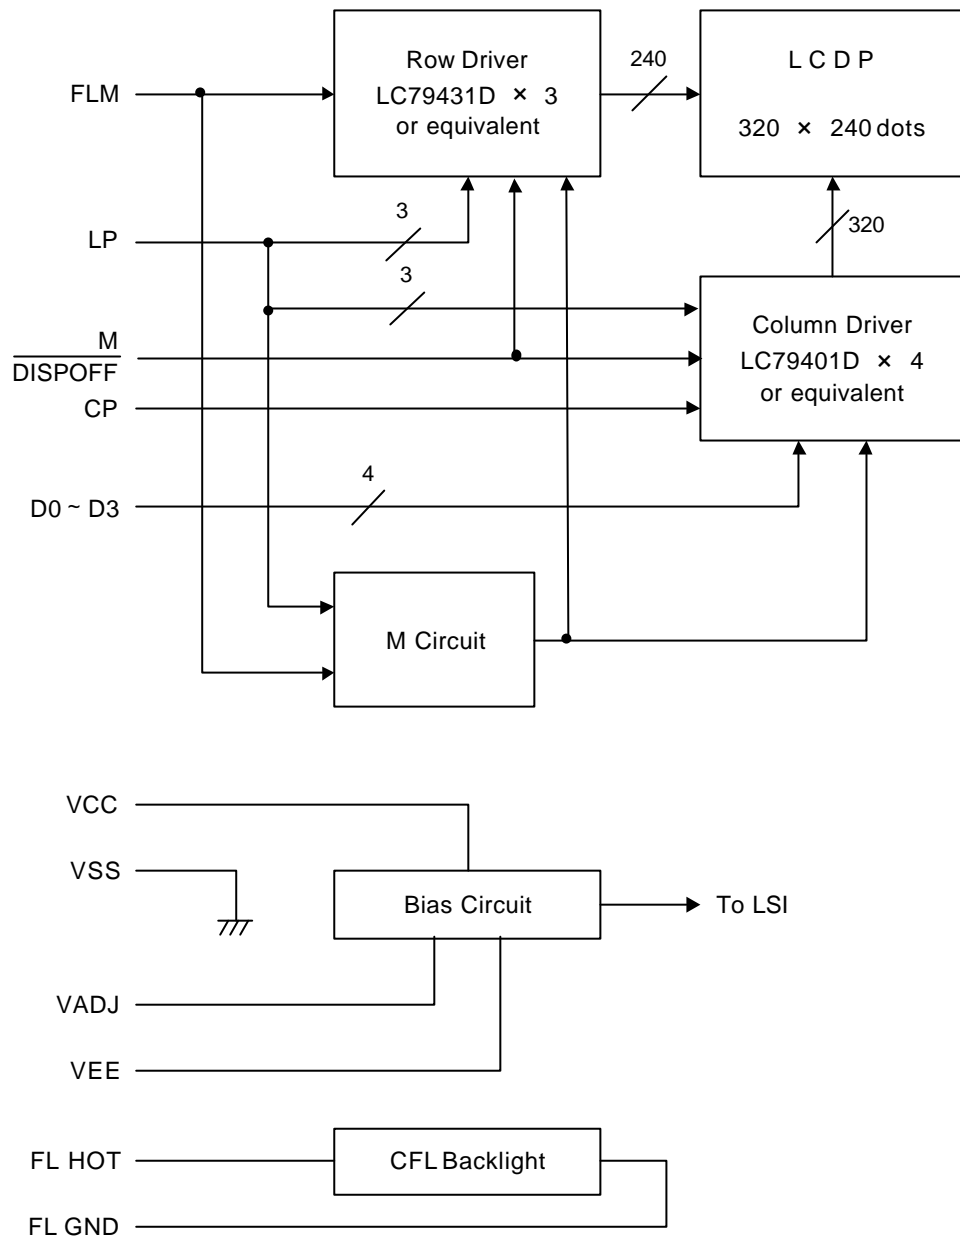 Row Driver
LC79431D × 3
or equivalent
240
L C D P
320 × 240 dots
FLM
3
LP
320
3
M
DISPOFF
Column Driver
LC79401D × 4
or equivalent
CP
4
D0 ~ D3
M Circuit
VCC
VSS
Bias Circuit
To LSI
VADJ
VEE
FL HOT
CFL Backlight
FL GND